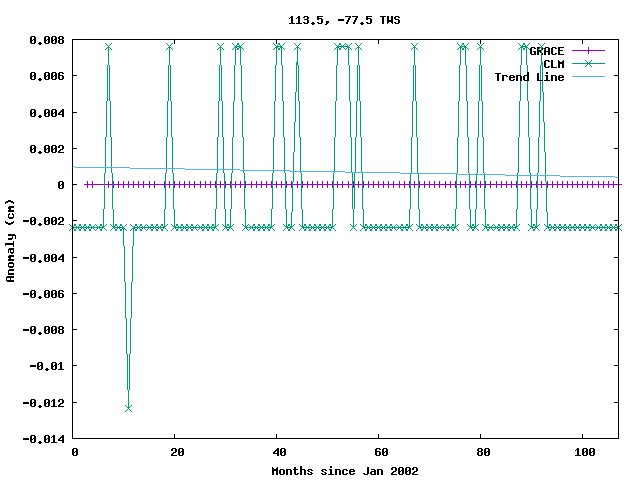 113.5, -77.5 TWS
GRACE
CLM
Trend Line
0.008
0.006
0.004
0.002
0
-0.002
-0.004
-0.006
-0.008
-0.01
-0.012
-0.014
Anomaly (cm)
0 20 40 60 80 100
Months since Jan 2002